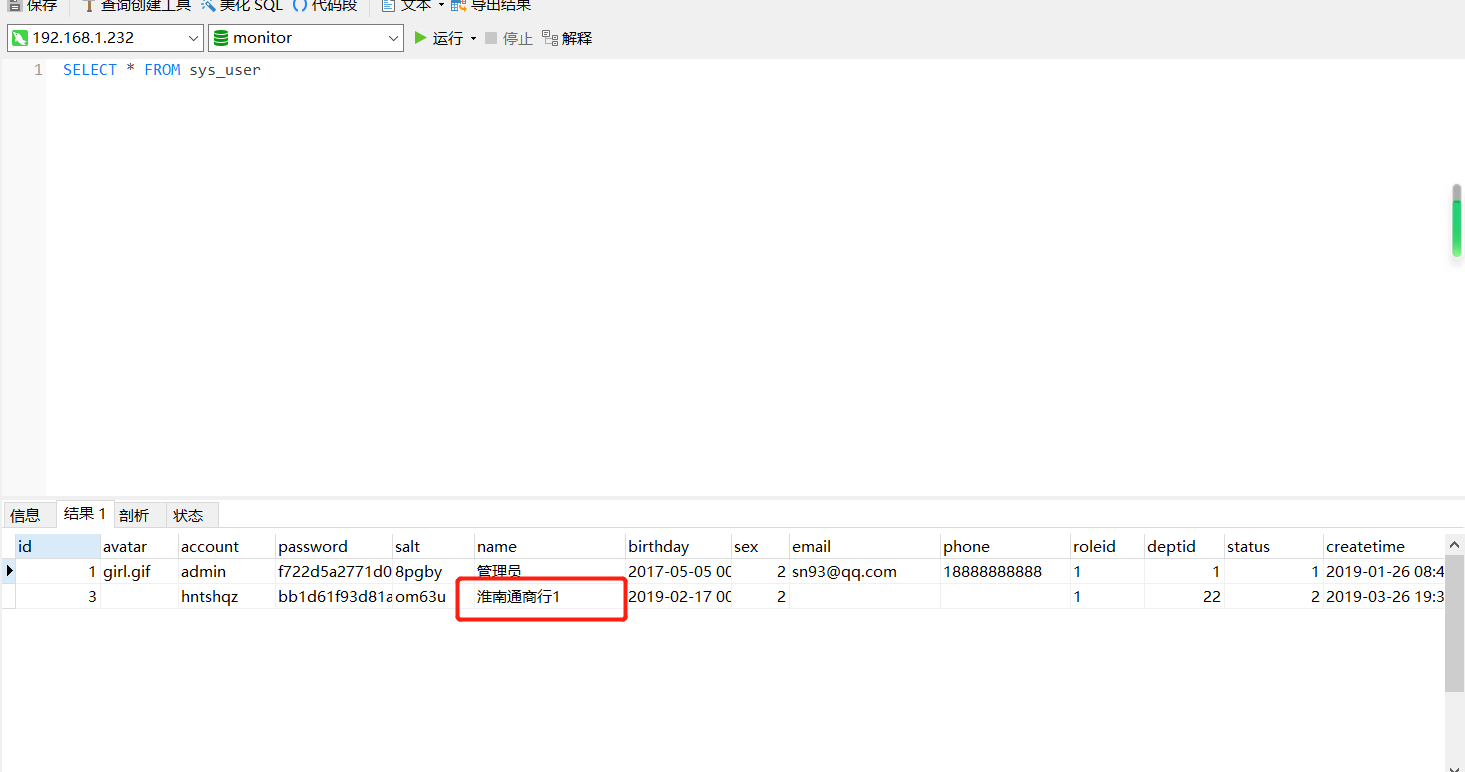 保存 查询创建工具 美化 SQL () 代码段 文本 导出结果
192.168.1.232 monitor 运行 停止 解释
1 SELECT * FROM sys_user
信息 结果 1 剖析 状态
id avatar account password salt name birthday sex email phone roleid deptid status createtime
1 girl.gif admin f722d5a2771d0 8pgby 管理员 2017-05-05 00 2 sn93@qq.com 18888888888 1 1 1 2019-01-26 08:4
3 hntshqz bb1d61f93d81a om63u 淮南通商行1 2019-02-17 00 2 1 22 2 2019-03-26 19:3